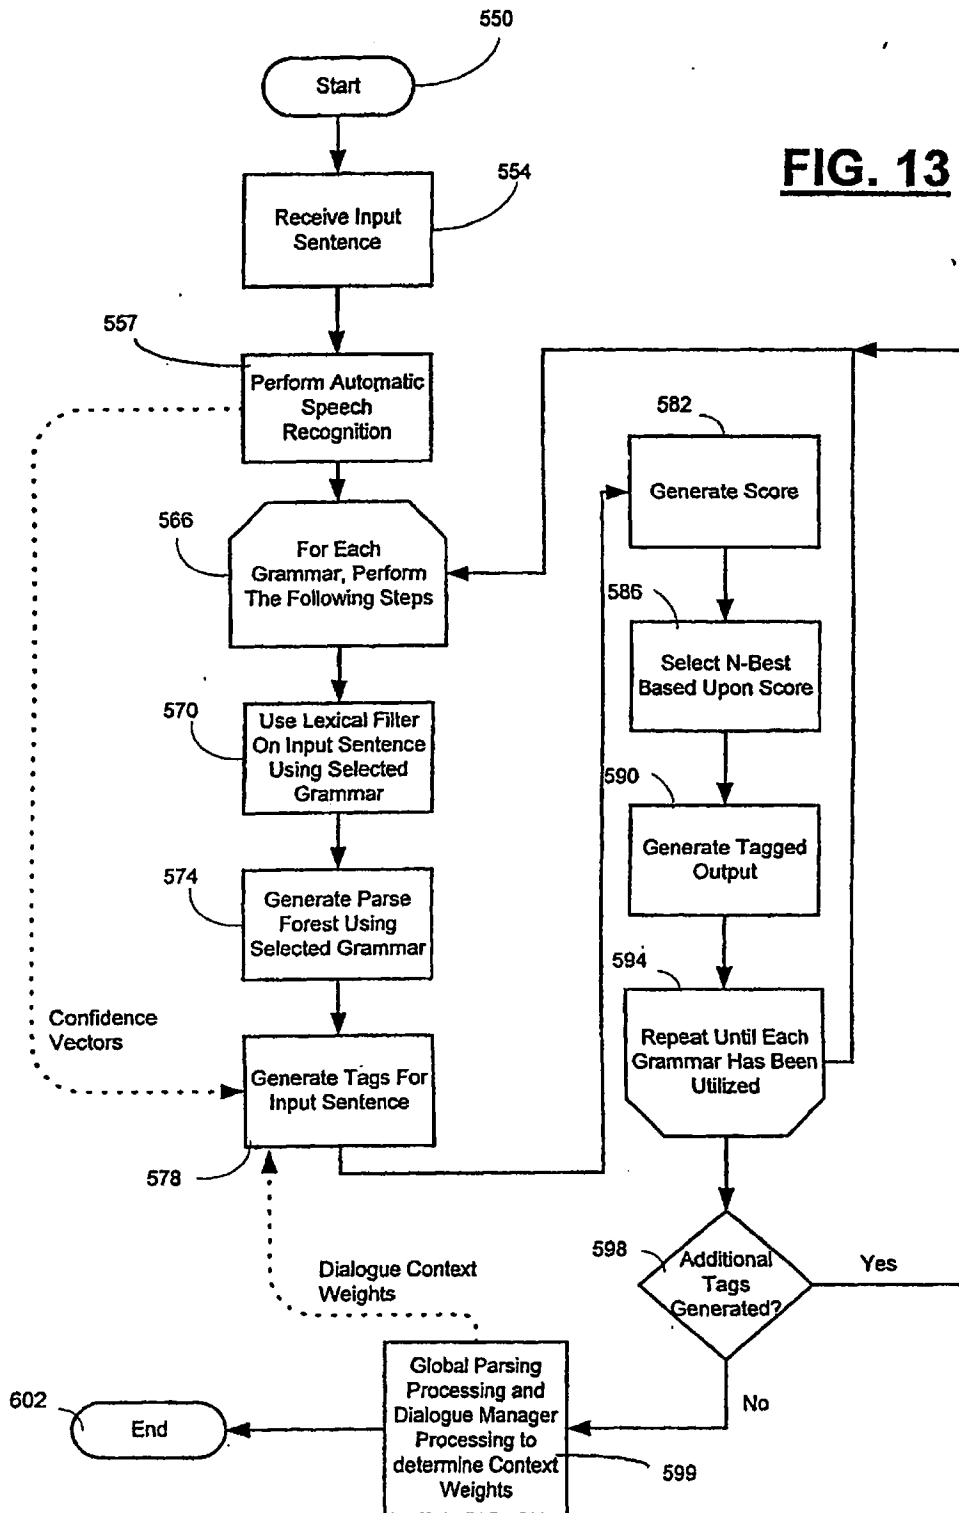 550
Start
FIG. 13
554
Receive Input
Sentence
557
Perform Automatic
Speech
Recognition
566
For Each
Grammar, Perform
The Following Steps
570
Use Lexical Filter
On Input Sentence
Using Selected
Grammar
574
Generate Parse
Forest Using
Selected Grammar
Confidence
Vectors
Generate Tags For
Input Sentence
578
582
Generate Score
586
Select N-Best
Based Upon Score
590
Generate Tagged
Output
594
Repeat Until Each
Grammar Has Been
Utilized
598
Additional
Tags
Generated?
Yes
No
Dialogue Context
Weights
Global Parsing
Processing and
Dialogue Manager
Processing to
determine Context
Weights
599
602
End